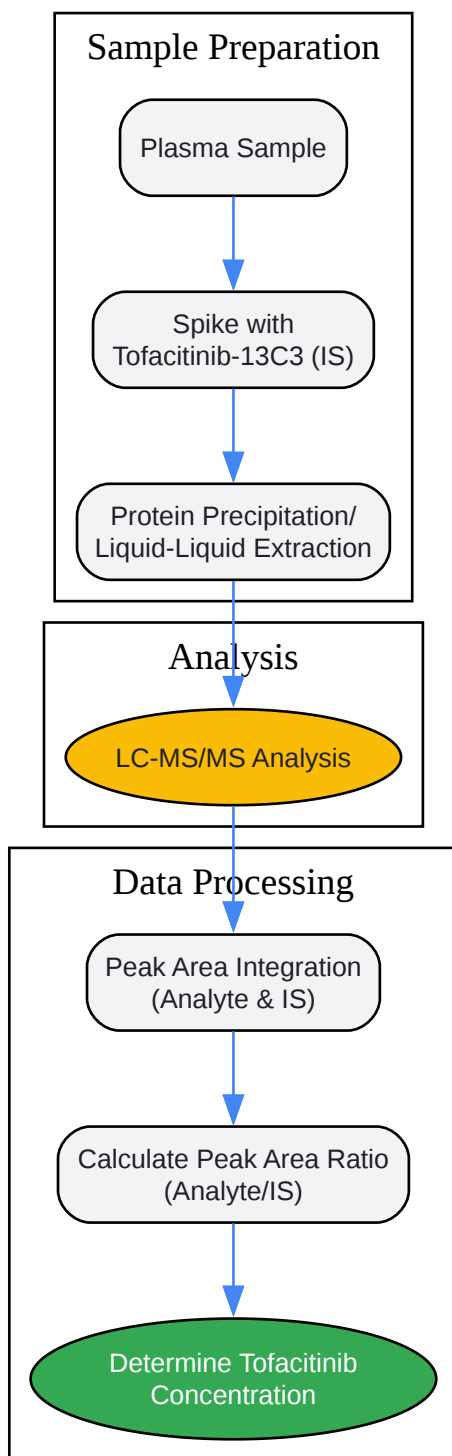 Sample Preparation
Plasma Sample
Spike with
Tofacitinib-13C3 (IS)
Protein Precipitation/
Liquid-Liquid Extraction
Analysis
LC-MS/MS Analysis
Data Processing
Peak Area Integration
(Analyte & IS)
Calculate Peak Area Ratio
(Analyte/IS)
Determine Tofacitinib
Concentration